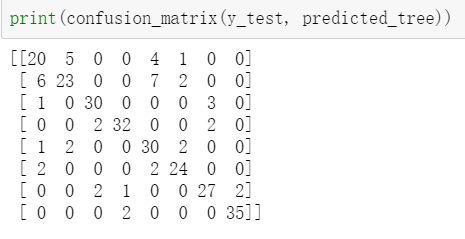 print(confusion_matrix(y_test, predicted_tree))
[[20 5 0 0 4 1 0 0]
[ 6 23 0 0 7 2 0 0]
[ 1 0 30 0 0 0 3 0]
[ 0 0 2 32 0 0 2 0]
[ 1 2 0 0 30 2 0 0]
[ 2 0 0 0 2 24 0 0]
[ 0 0 2 1 0 0 27 2]
[ 0 0 0 2 0 0 0 35]]